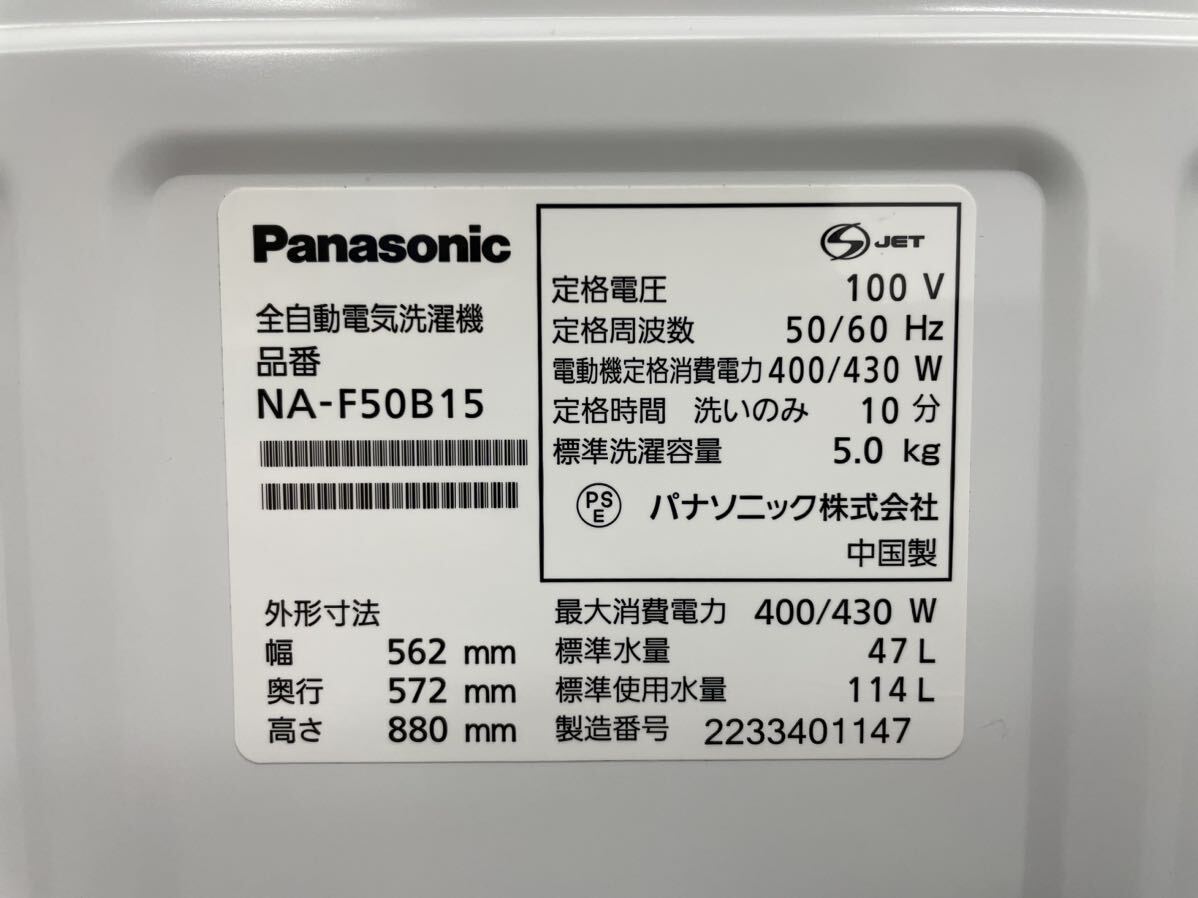 Panasonic
全自動電気洗濯機
品番
NA-F50B15
外形寸法
幅 562 mm
奥行 572 mm
高さ 880 mm
S JET
定格電圧 100 V
定格周波数 50/60 Hz
電動機定格消費電力 400/430 W
定格時間 洗いのみ 10 分
標準洗濯容量 5.0 kg
PS E パナソニック株式会社
中国製
最大消費電力 400/430 W
標準水量 47 L
標準使用水量 114 L
製造番号 2233401147